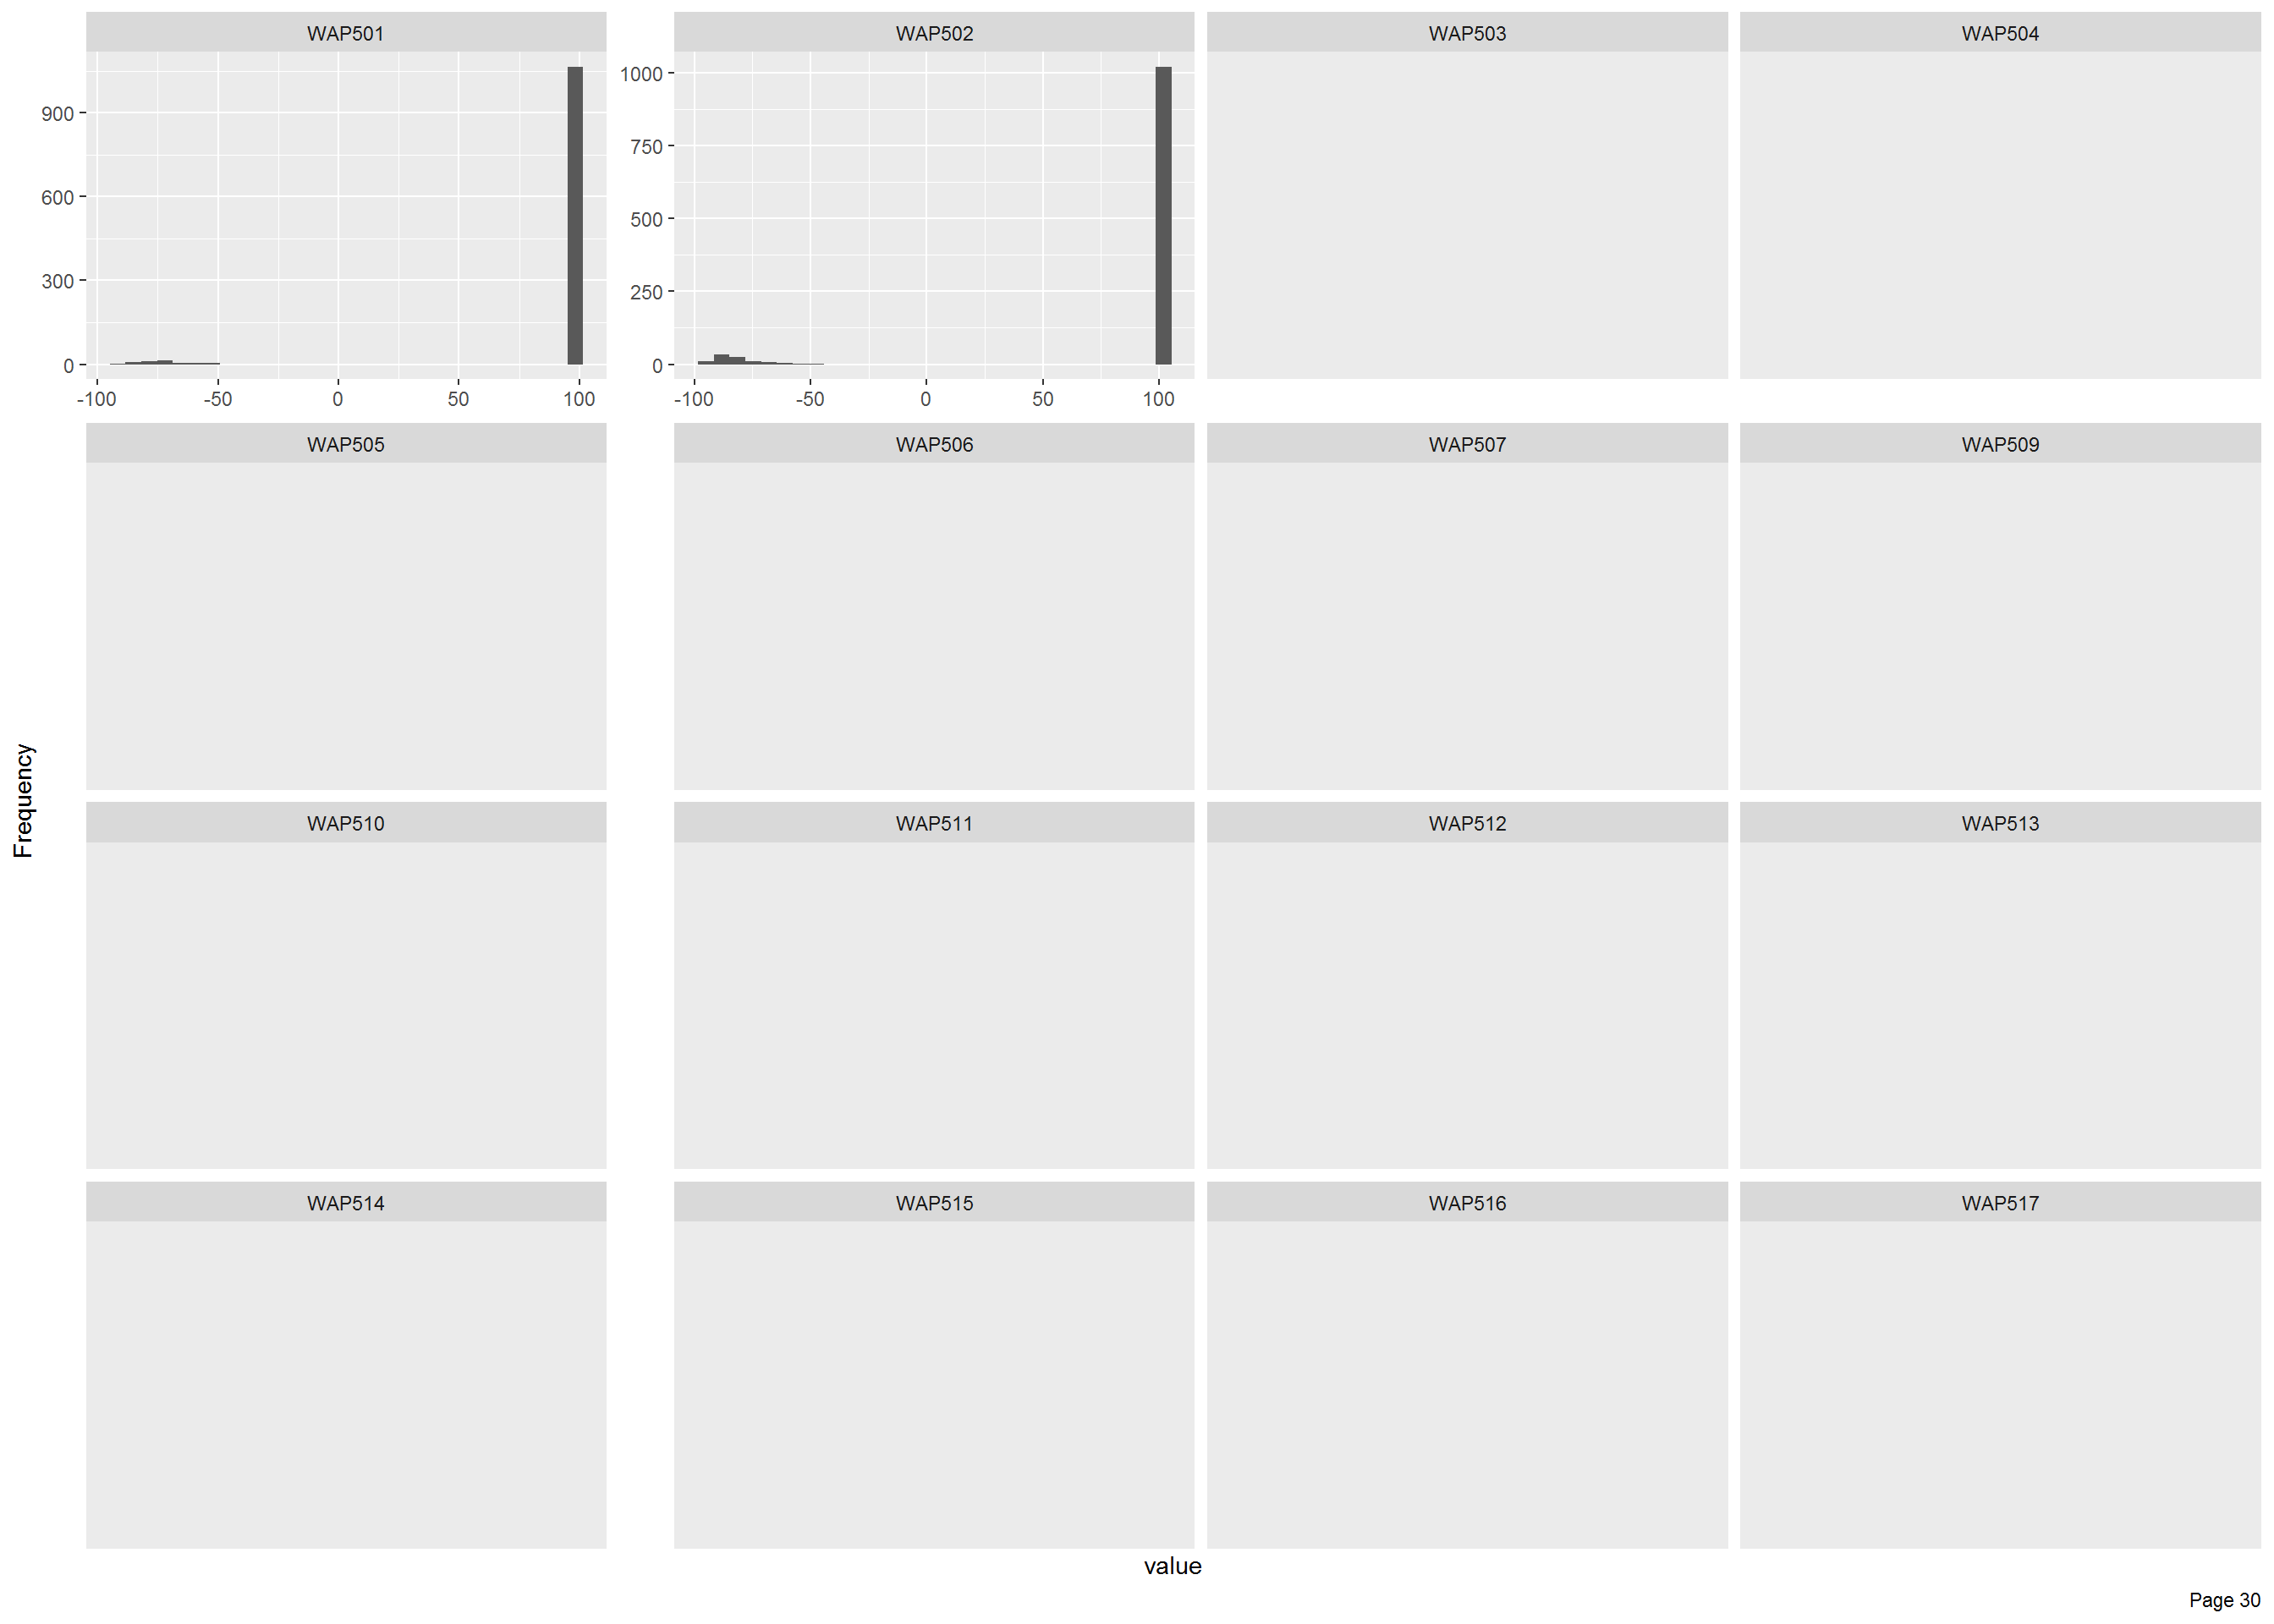 WAP501 WAP502 WAP503 WAP504
900
600
300
0
-100 -50 0 50 100
1000
750
500
250
0
-100 -50 0 50 100
WAP505 WAP506 WAP507 WAP509
WAP510 WAP511 WAP512 WAP513
WAP514 WAP515 WAP516 WAP517
Frequency
value
Page 30